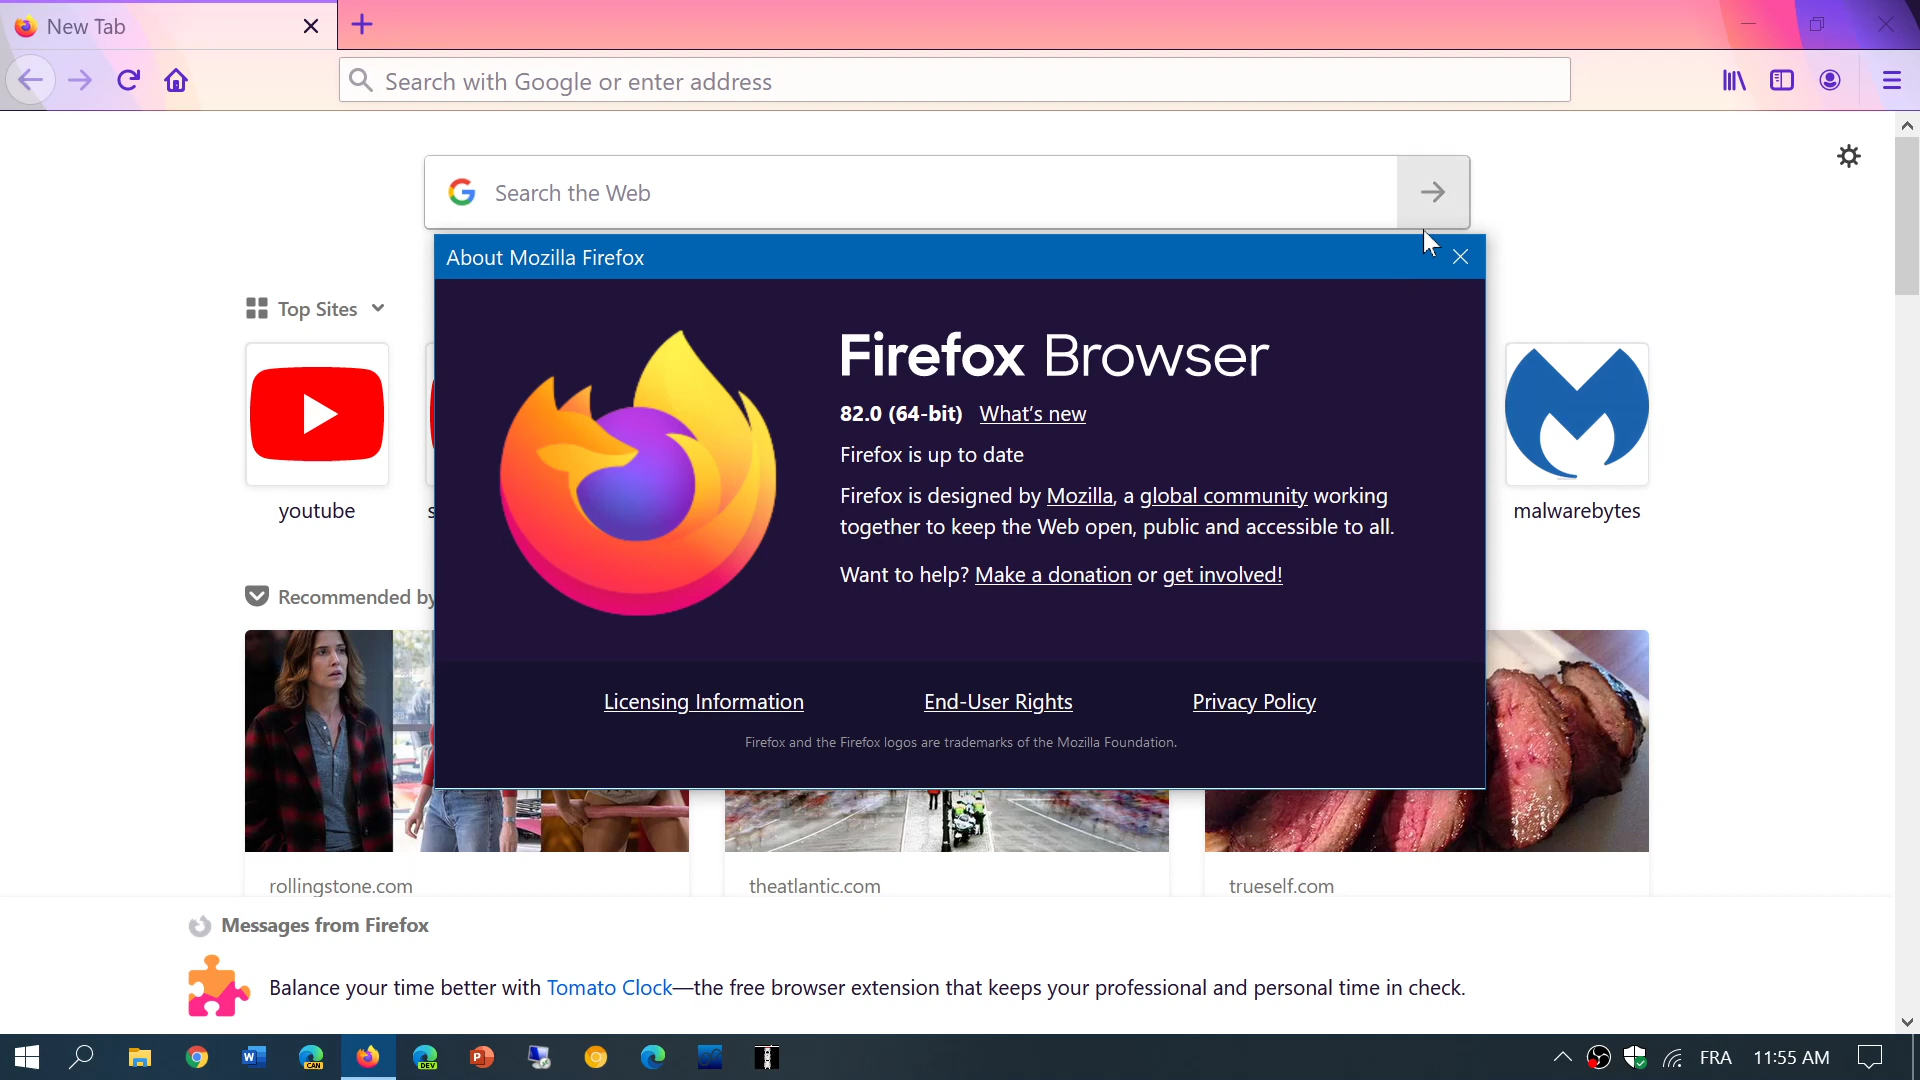 New Tab
Search with Google or enter address
Search the Web
About Mozilla Firefox
Top Sites
Firefox Browser
82.0 (64-bit) What's new
Firefox is up to date
Firefox is designed by Mozilla, a global community working
together to keep the Web open, public and accessible to all.
Want to help? Make a donation or get involved!
youtube
s
malwarebytes
Recommended by
Licensing Information
End-User Rights
Privacy Policy
Firefox and the Firefox logos are trademarks of the Mozilla Foundation.
rollingstone.com
theatlantic.com
trueself.com
Messages from Firefox
Balance your time better with Tomato Clock—the free browser extension that keeps your professional and personal time in check.
W
CAN
DEV
P
FRA
11:55 AM